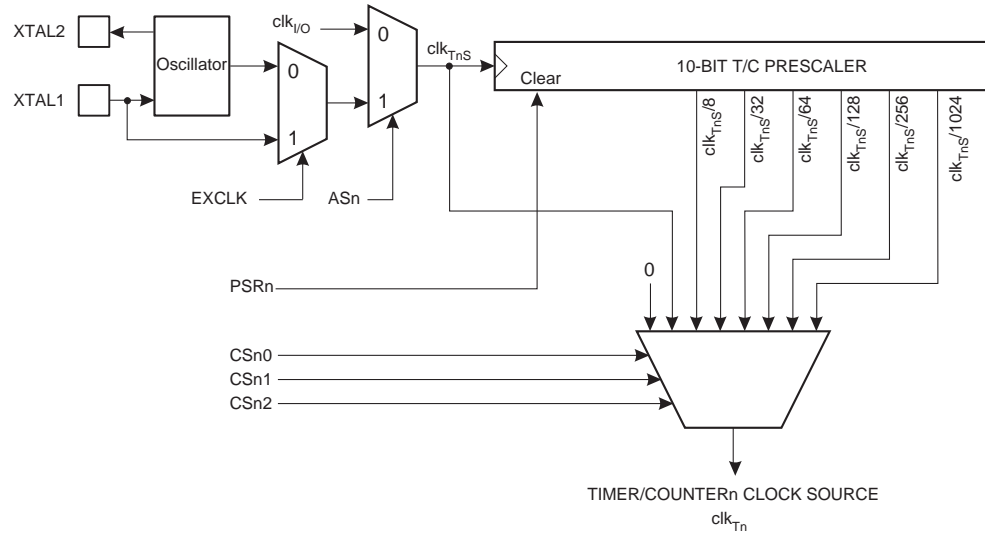 XTAL2
XTAL1
Oscillator
0
1
clkI/O
0
1
clkTnS
10-BIT T/C PRESCALER
Clear
clkTnS/8
clkTnS/32
clkTnS/64
clkTnS/128
clkTnS/256
clkTnS/1024
EXCLK
ASn
PSRn
0
CSn0
CSn1
CSn2
TIMER/COUNTERn CLOCK SOURCE
clkTn